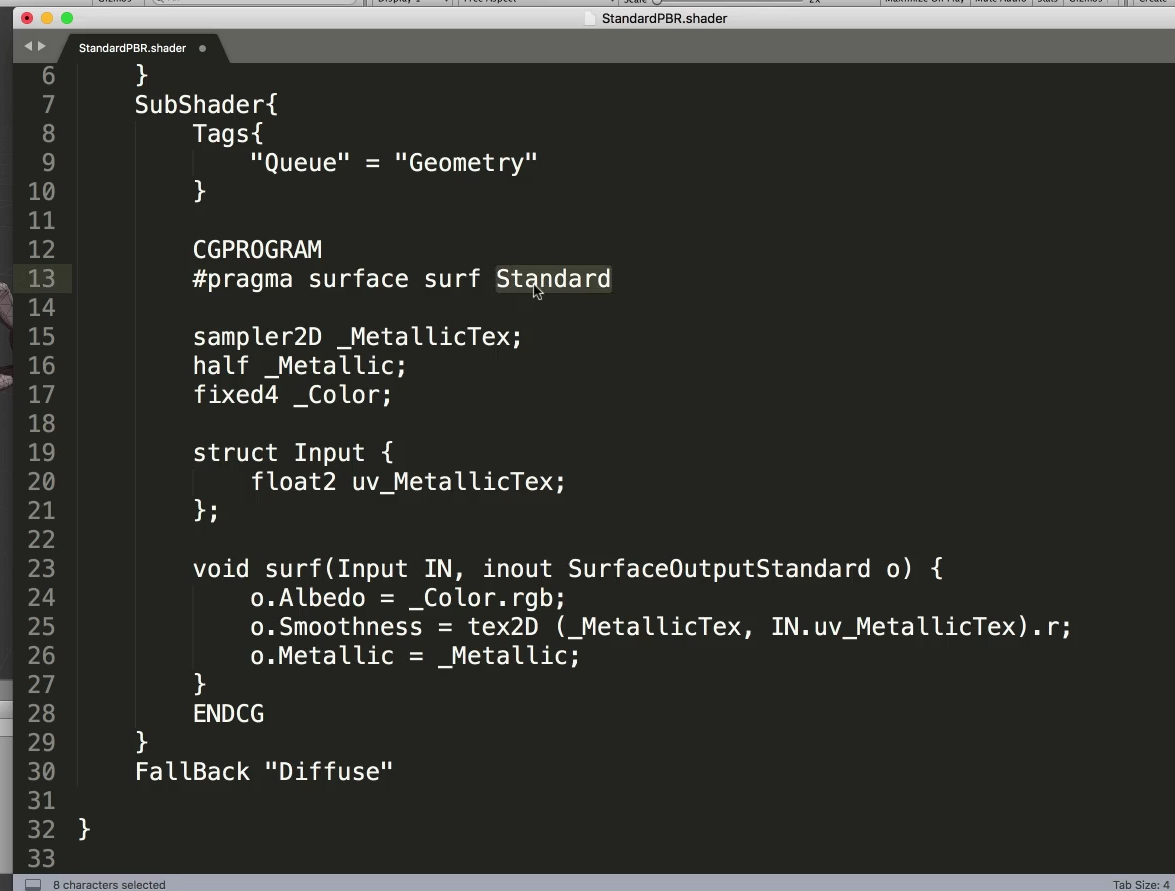 StandardPBR.shader
StandardPBR.shader
6 }
7 SubShader{
8 Tags{
9 "Queue" = "Geometry"
10 }
11
12 CGPROGRAM
13 #pragma surface surf Standard
14
15 sampler2D _MetallicTex;
16 half _Metallic;
17 fixed4 _Color;
18
19 struct Input {
20 float2 uv_MetallicTex;
21 };
22
23 void surf(Input IN, inout SurfaceOutputStandard o) {
24 o.Albedo = _Color.rgb;
25 o.Smoothness = tex2D (_MetallicTex, IN.uv_MetallicTex).r;
26 o.Metallic = _Metallic;
27 }
28 ENDCG
29 }
30 FallBack "Diffuse"
31
32 }
33
8 characters selected Tab Size: 4